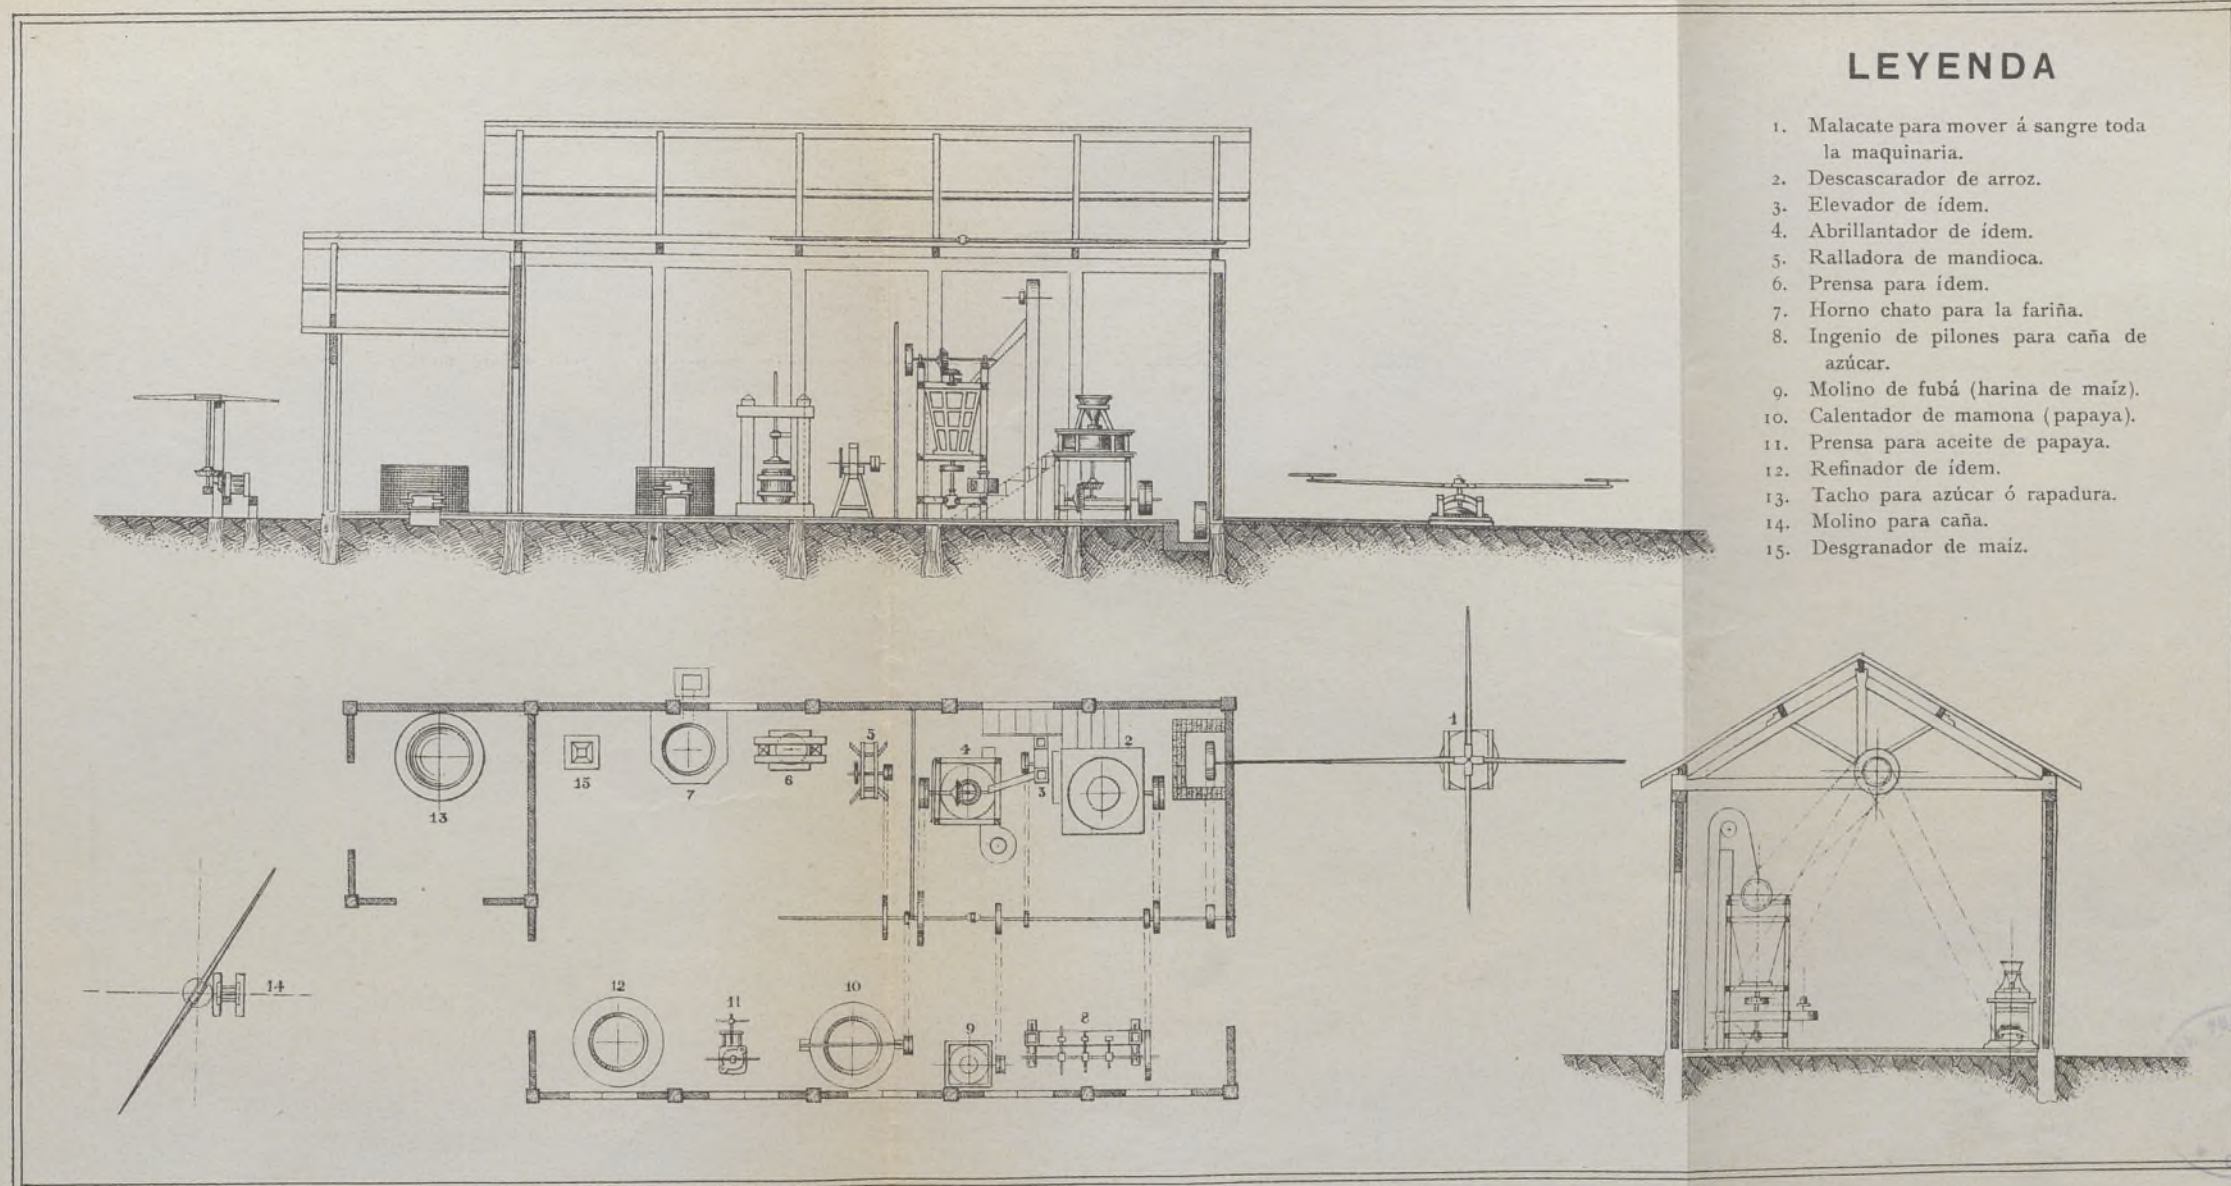 LEYENDA
1. Malacate para mover á sangre toda
la maquinaria.
2. Descascarador de arroz.
3. Elevador de ídem.
4. Abrillantador de ídem.
5. Ralladora de mandioca.
6. Prensa para ídem.
7. Horno chato para la fariña.
8. Ingenio de pilones para caña de
azúcar.
9. Molino de fubá (harina de maíz).
10. Calentador de mamona (papaya).
11. Prensa para aceite de papaya.
12. Refinador de ídem.
13. Tacho para azúcar ó rapadura.
14. Molino para caña.
15. Desgranador de maíz.
1
2
3
4
5
6
7
15
13
14
12
11
10
9
8